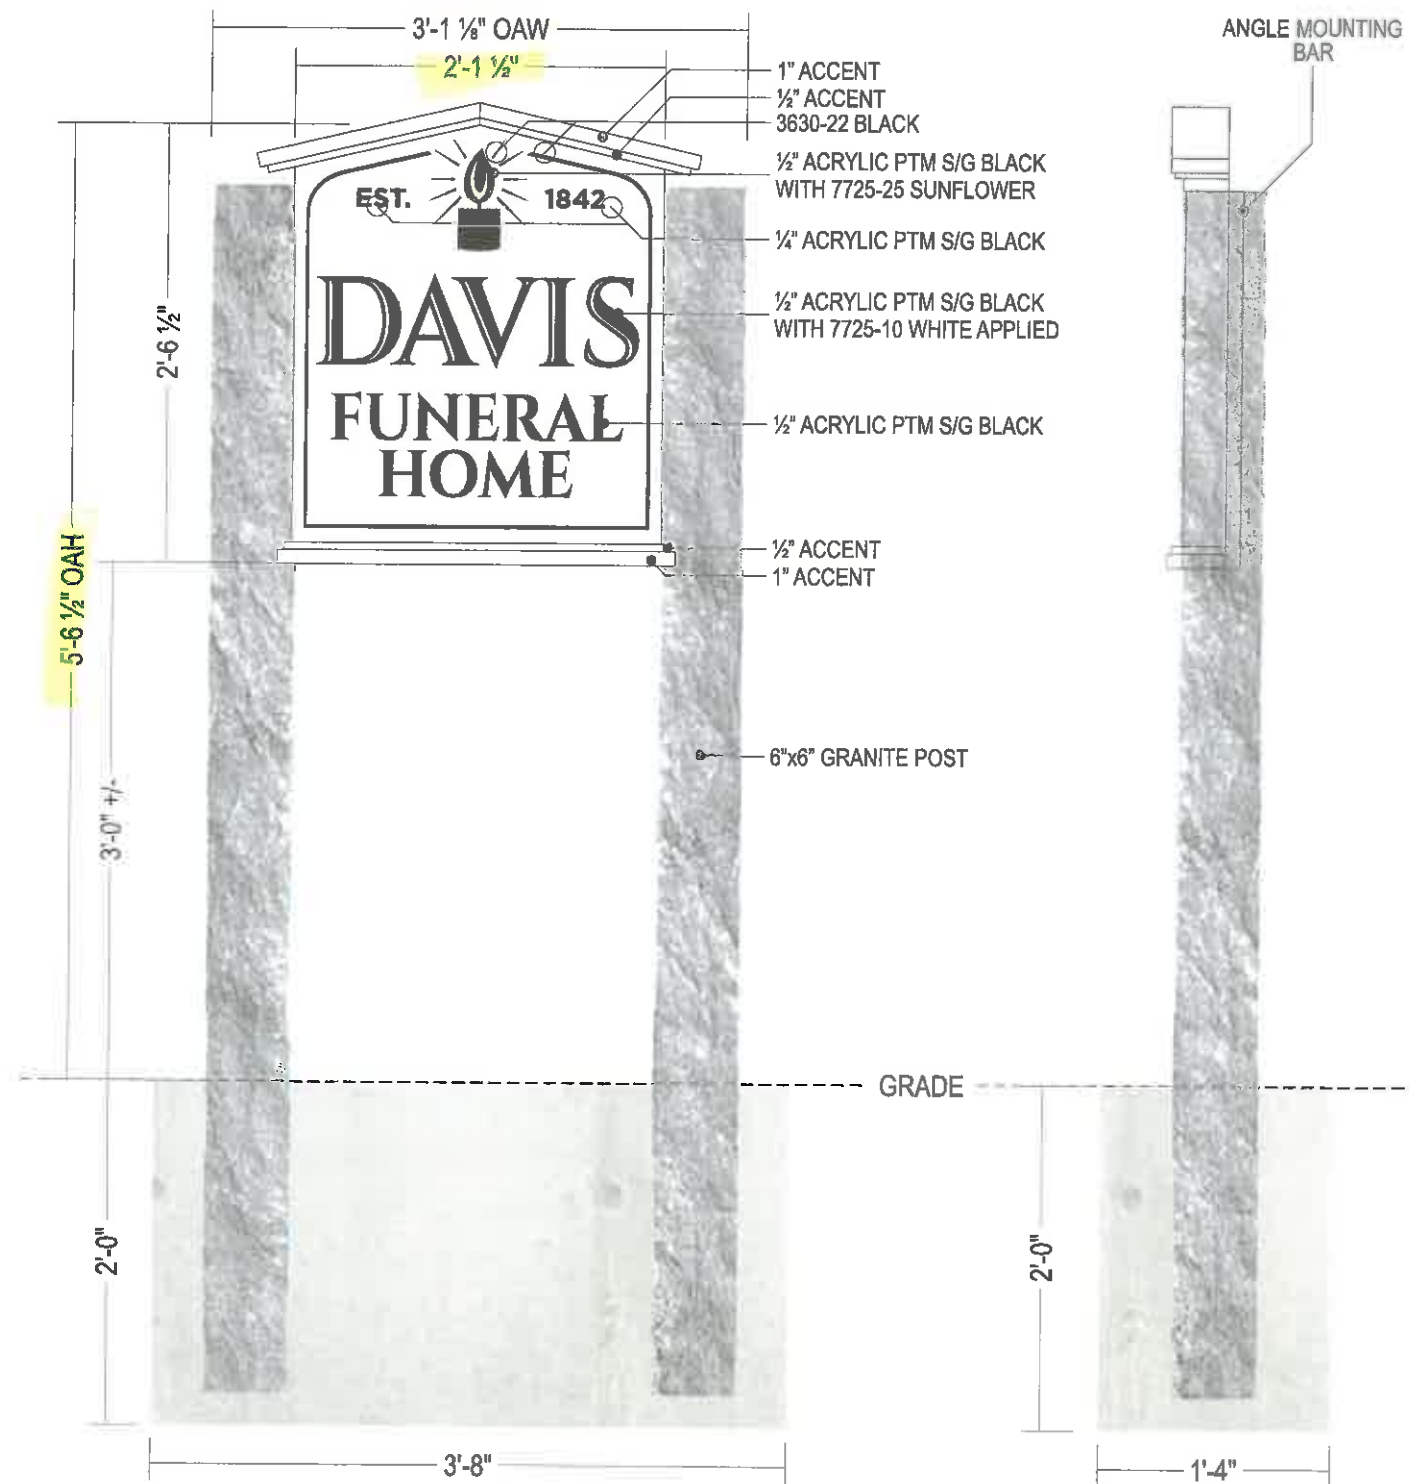 3'-1 ⅛" OAW
2'-1 ½"
ANGLE MOUNTING
BAR
1" ACCENT
½" ACCENT
3630-22 BLACK
½" ACRYLIC PTM S/G BLACK
WITH 7725-25 SUNFLOWER
EST. 1842
¼" ACRYLIC PTM S/G BLACK
DAVIS
½" ACRYLIC PTM S/G BLACK
WITH 7725-10 WHITE APPLIED
2'-6 ½"
FUNERAL
HOME
½" ACRYLIC PTM S/G BLACK
½" ACCENT
1" ACCENT
5'-6 ½" OAH
6"x6" GRANITE POST
3'-0" +/-
GRADE
2'-0"
2'-0"
3'-8"
1'-4"